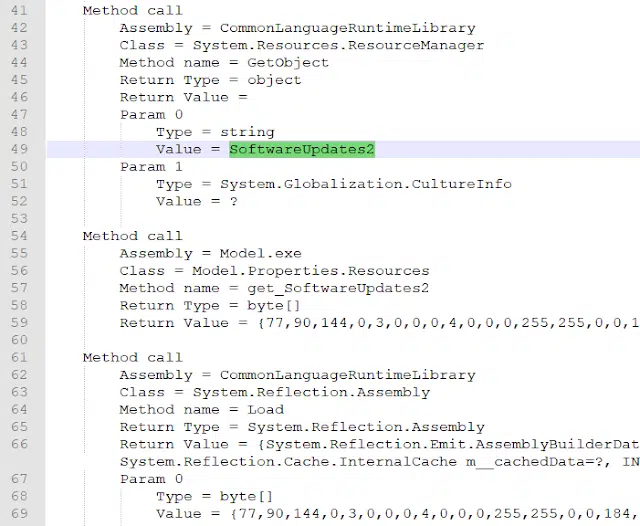 41 Method call
42 Assembly = CommonLanguageRuntimeLibrary
43 Class = System.Resources.ResourceManager
44 Method name = GetObject
45 Return Type = object
46 Return Value =
47 Param 0
48 Type = string
49 Value = SoftwareUpdates2
50 Param 1
51 Type = System.Globalization.CultureInfo
52 Value = ?
53
54 Method call
55 Assembly = Model.exe
56 Class = Model.Properties.Resources
57 Method name = get_SoftwareUpdates2
58 Return Type = byte[]
59 Return Value = {77,90,144,0,3,0,0,0,4,0,0,0,255,255,0,0,1
60
61 Method call
62 Assembly = CommonLanguageRuntimeLibrary
63 Class = System.Reflection.Assembly
64 Method name = Load
65 Return Type = System.Reflection.Assembly
66 Return Value = {System.Reflection.Emit.AssemblyBuilderDat
System.Reflection.Cache.InternalCache m__cachedData=?, IN
67 Param 0
68 Type = byte[]
69 Value = {77,90,144,0,3,0,0,0,4,0,0,0,255,255,0,0,184,